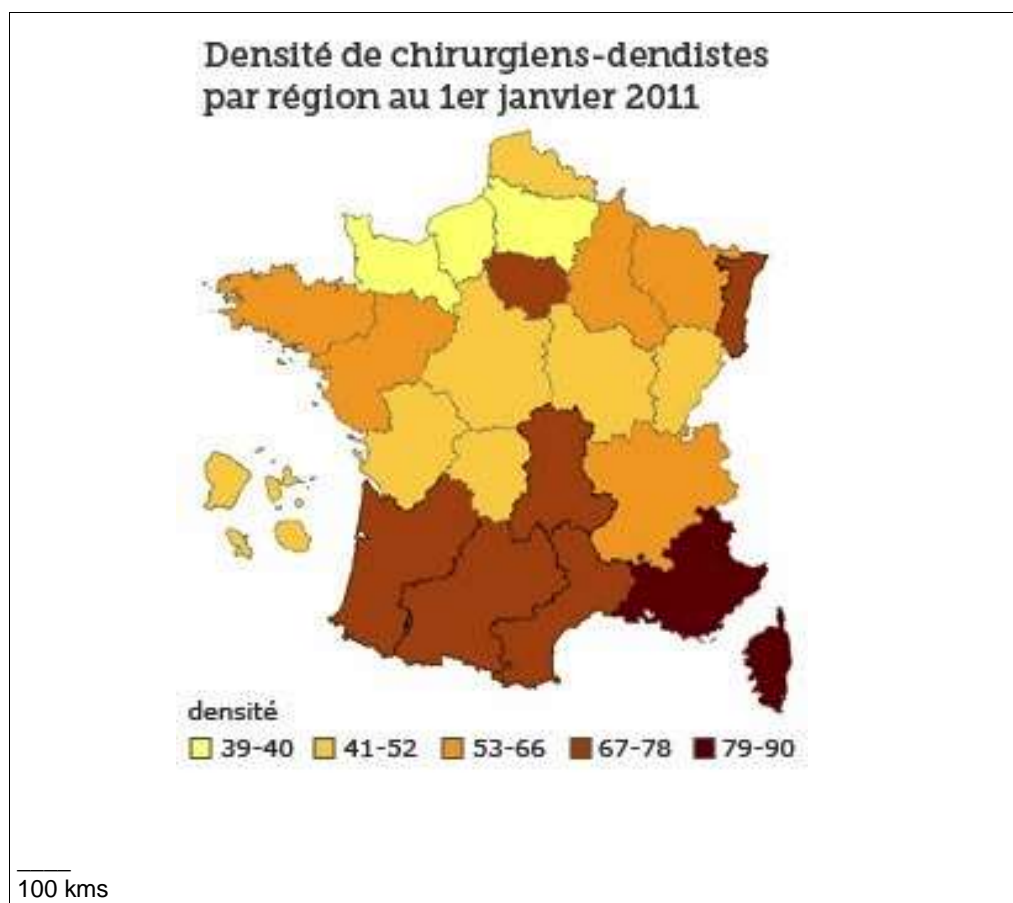 Densité de chirurgiens-dendistes
par région au 1er janvier 2011
densité
39-40 41-52 53-66 67-78 79-90
100 kms